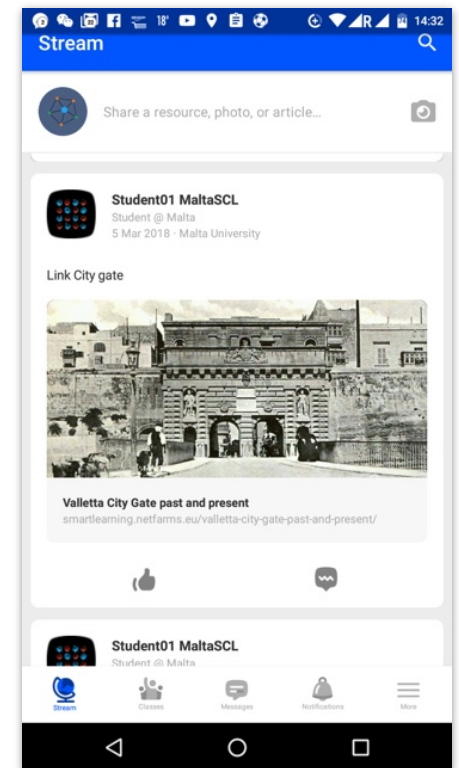 18° 14:32
Stream
Share a resource, photo, or article...
Student01 MaltaSCL
Student @ Malta
5 Mar 2018 · Malta University
Link City gate
Valletta City Gate past and present
smartlearning.netfarms.eu/valletta-city-gate-past-and-present/
Student01 MaltaSCL
Student @ Malta
Stream Classes Messages Notifications More